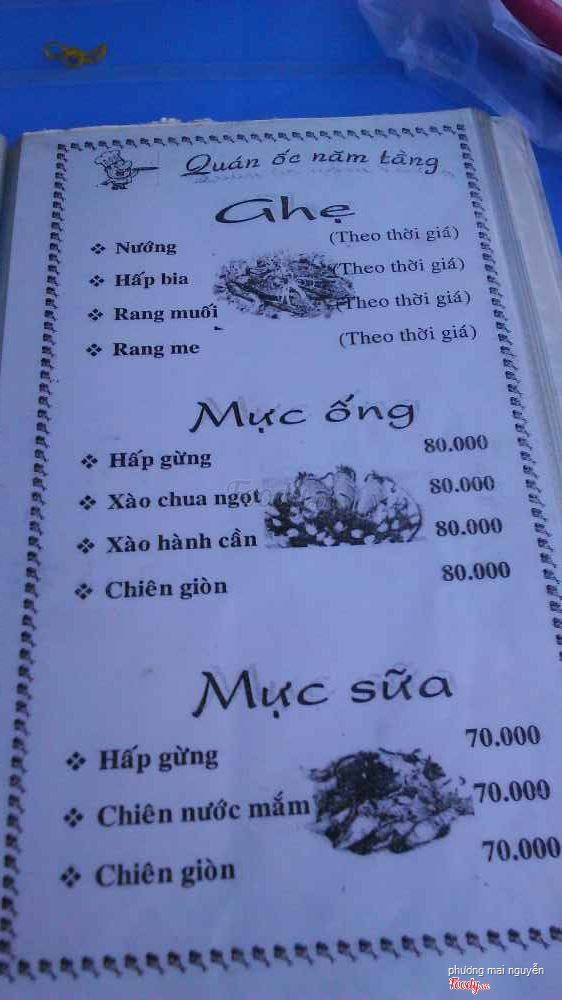 Quán ốc năm tầng
Ghẹ
❖ Nướng (Theo thời giá)
❖ Hấp bia (Theo thời giá)
❖ Rang muối (Theo thời giá)
❖ Rang me (Theo thời giá)
Mực ống
❖ Hấp gừng 80.000
❖ Xào chua ngọt 80.000
❖ Xào hành cần 80.000
❖ Chiên giòn 80.000
Mực sữa
❖ Hấp gừng 70.000
❖ Chiên nước mắm 70.000
❖ Chiên giòn 70.000
phương mai nguyễn
Foody.vn